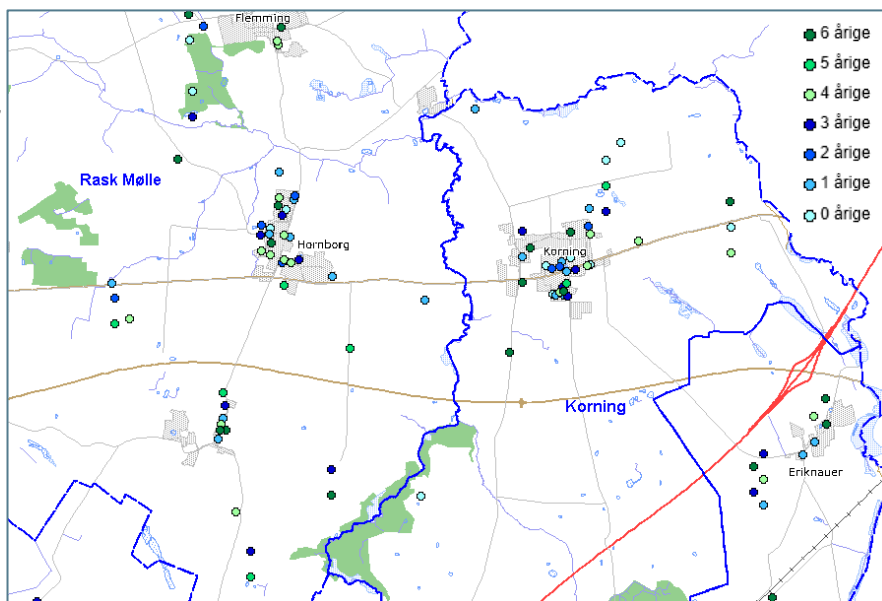 Flemming
6 årige
5 årige
4 årige
3 årige
2 årige
1 årige
0 årige
Rask Mølle
Hornborg
Korning
Korning
Eriknauer